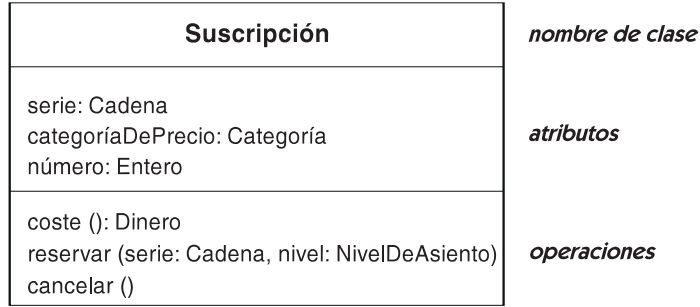 Suscripción
nombre de clase
serie: Cadena
categoríaDePrecio: Categoría
número: Entero
atributos
coste (): Dinero
reservar (serie: Cadena, nivel: NivelDeAsiento)
cancelar ()
operaciones